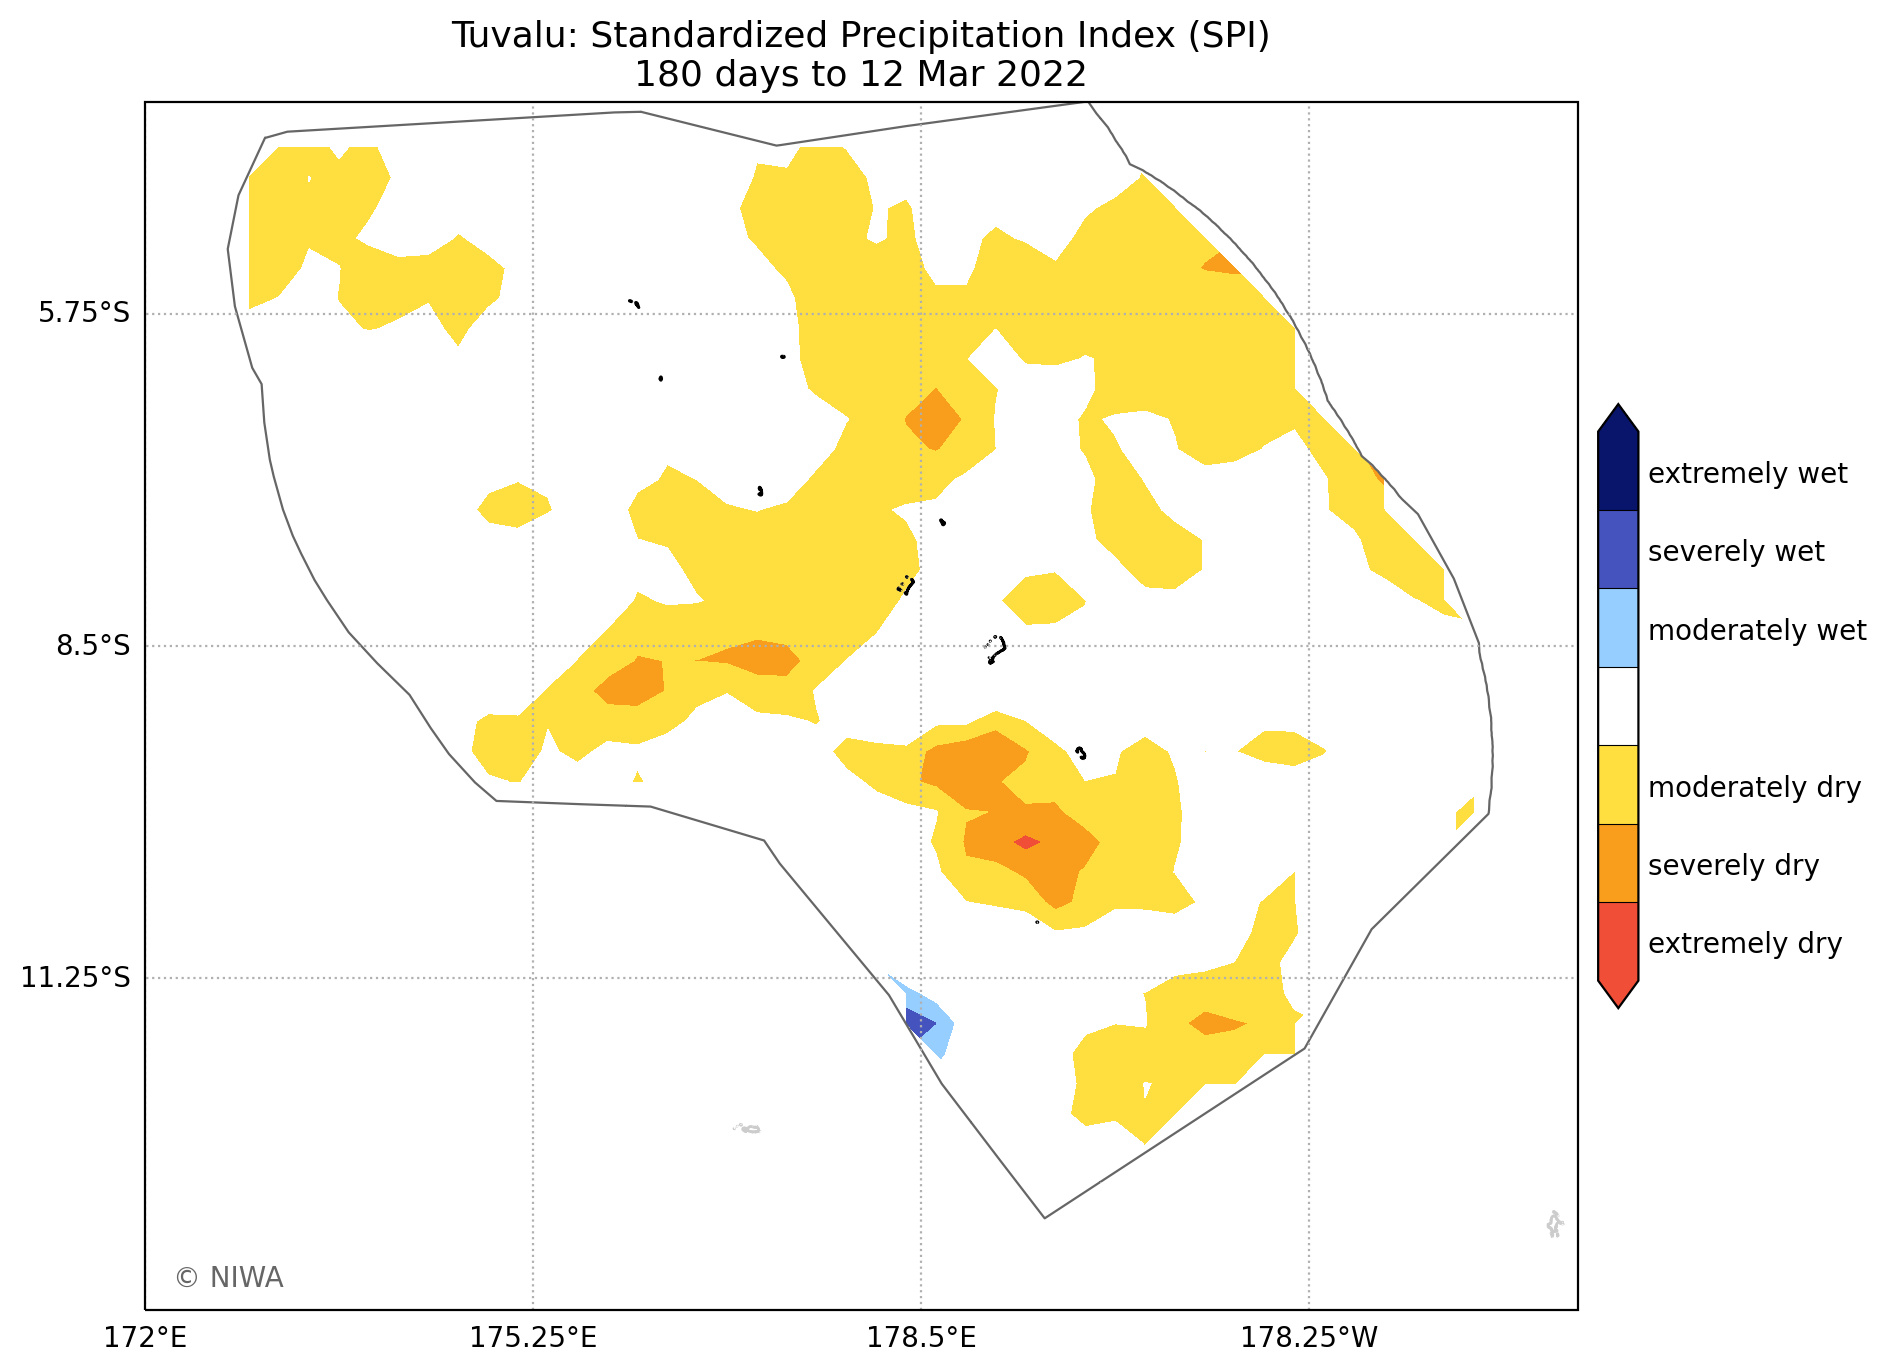 Tuvalu: Standardized Precipitation Index (SPI)
180 days to 12 Mar 2022
5.75°S
8.5°S
11.25°S
172°E
175.25°E
178.5°E
178.25°W
extremely wet
severely wet
moderately wet
moderately dry
severely dry
extremely dry
© NIWA